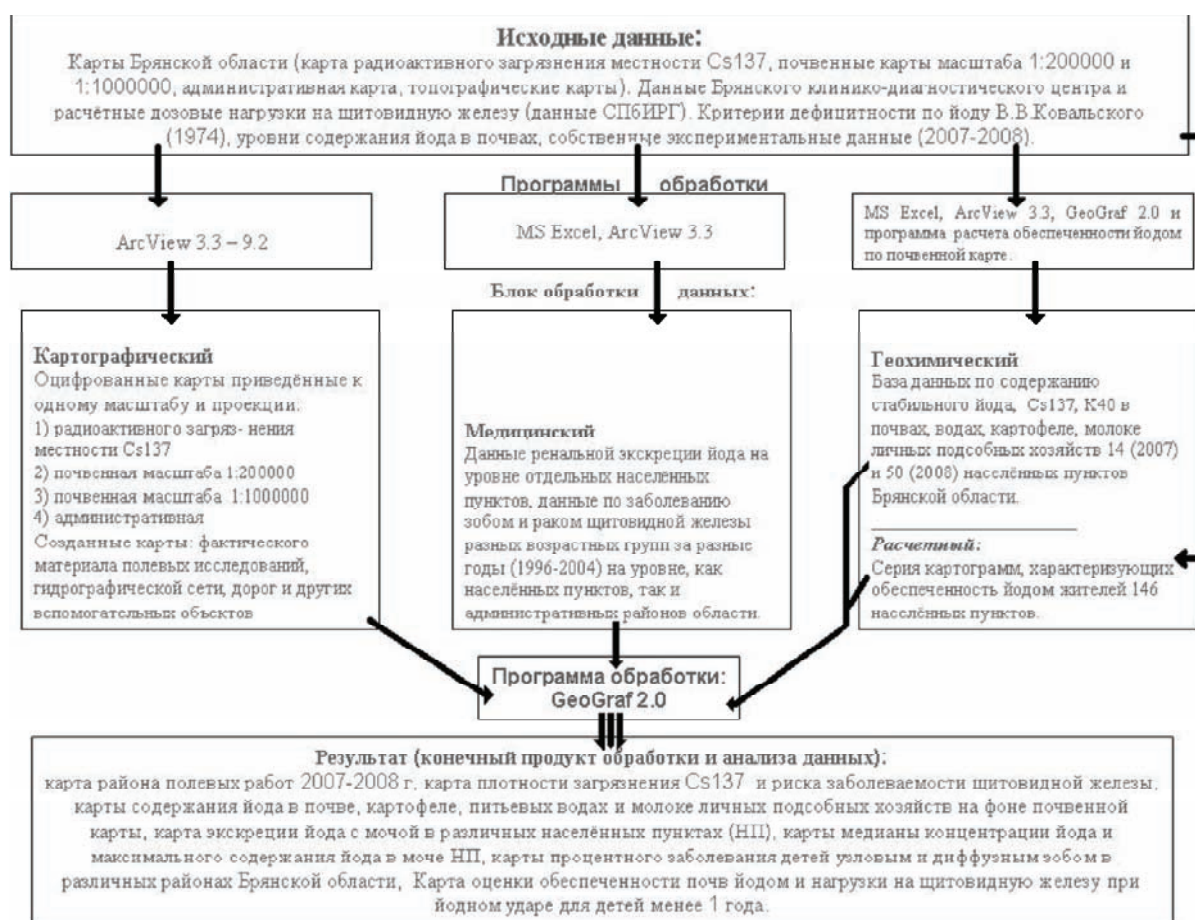 Исходные данные:
Карты Брянской области (карта радиоактивного загрязнения местности Cs137, почвенные карты масштаба 1:200000 и
1:1000000, административная карта, топографические карты). Данные Брянского клинико-диагностического центра и
расчётные дозовые нагрузки на щитовидную железу (данные СПбИРГ). Критерии дефицитности по йоду В.В.Ковальского
(1974), уровни содержания йода в почвах, собственные экспериментальные данные (2007-2008).
Программы обработки
ArcView 3.3 – 9.2
MS Excel, ArcView 3.3
MS Excel, ArcView 3.3, GeoGraf 2.0 и
программа расчета обеспеченности йодом
по почвенной карте.
Блок обработки данных:
Картографический
Оцифрованные карты приведённые к
одному масштабу и проекции:
1) радиоактивного загряз- нения
местности Cs137
2) почвенная масштаба 1:200000
3) почвенная масштаба 1:1000000
4) административная
Созданные карты: фактического
материала полевых исследований,
гидрографической сети, дорог и других
вспомогательных объектов
Медицинский
Данные ренальной экскреции йода на
уровне отдельных населённых
пунктов, данные по заболеванию
зобом и раком щитовидной железы
разных возрастных групп за разные
годы (1996-2004) на уровне, как
населённых пунктов, так и
административных районов области.
Геохимический
База данных по содержанию
стабильного йода, Cs137, K40 в
почвах, водах, картофеле, молоке
личных подсобных хозяйств 14 (2007)
и 50 (2008) населённых пунктов
Брянской области.
Расчетный:
Серия картограмм, характеризующих
обеспеченность йодом жителей 146
населённых пунктов.
Программа обработки:
GeoGraf 2.0
Результат (конечный продукт обработки и анализа данных):
карта района полевых работ 2007-2008 г, карта плотности загрязнения Cs137 и риска заболеваемости щитовидной железы,
карты содержания йода в почве, картофеле, питьевых водах и молоке личных подсобных хозяйств на фоне почвенной
карты, карта экскреции йода с мочой в различных населённых пунктах (НП), карты медианы концентрации йода и
максимального содержания йода в моче НП, карты процентного заболевания детей узловым и диффузным зобом в
различных районах Брянской области, Карта оценки обеспеченности почв йодом и нагрузки на щитовидную железу при
йодном ударе для детей менее 1 года.